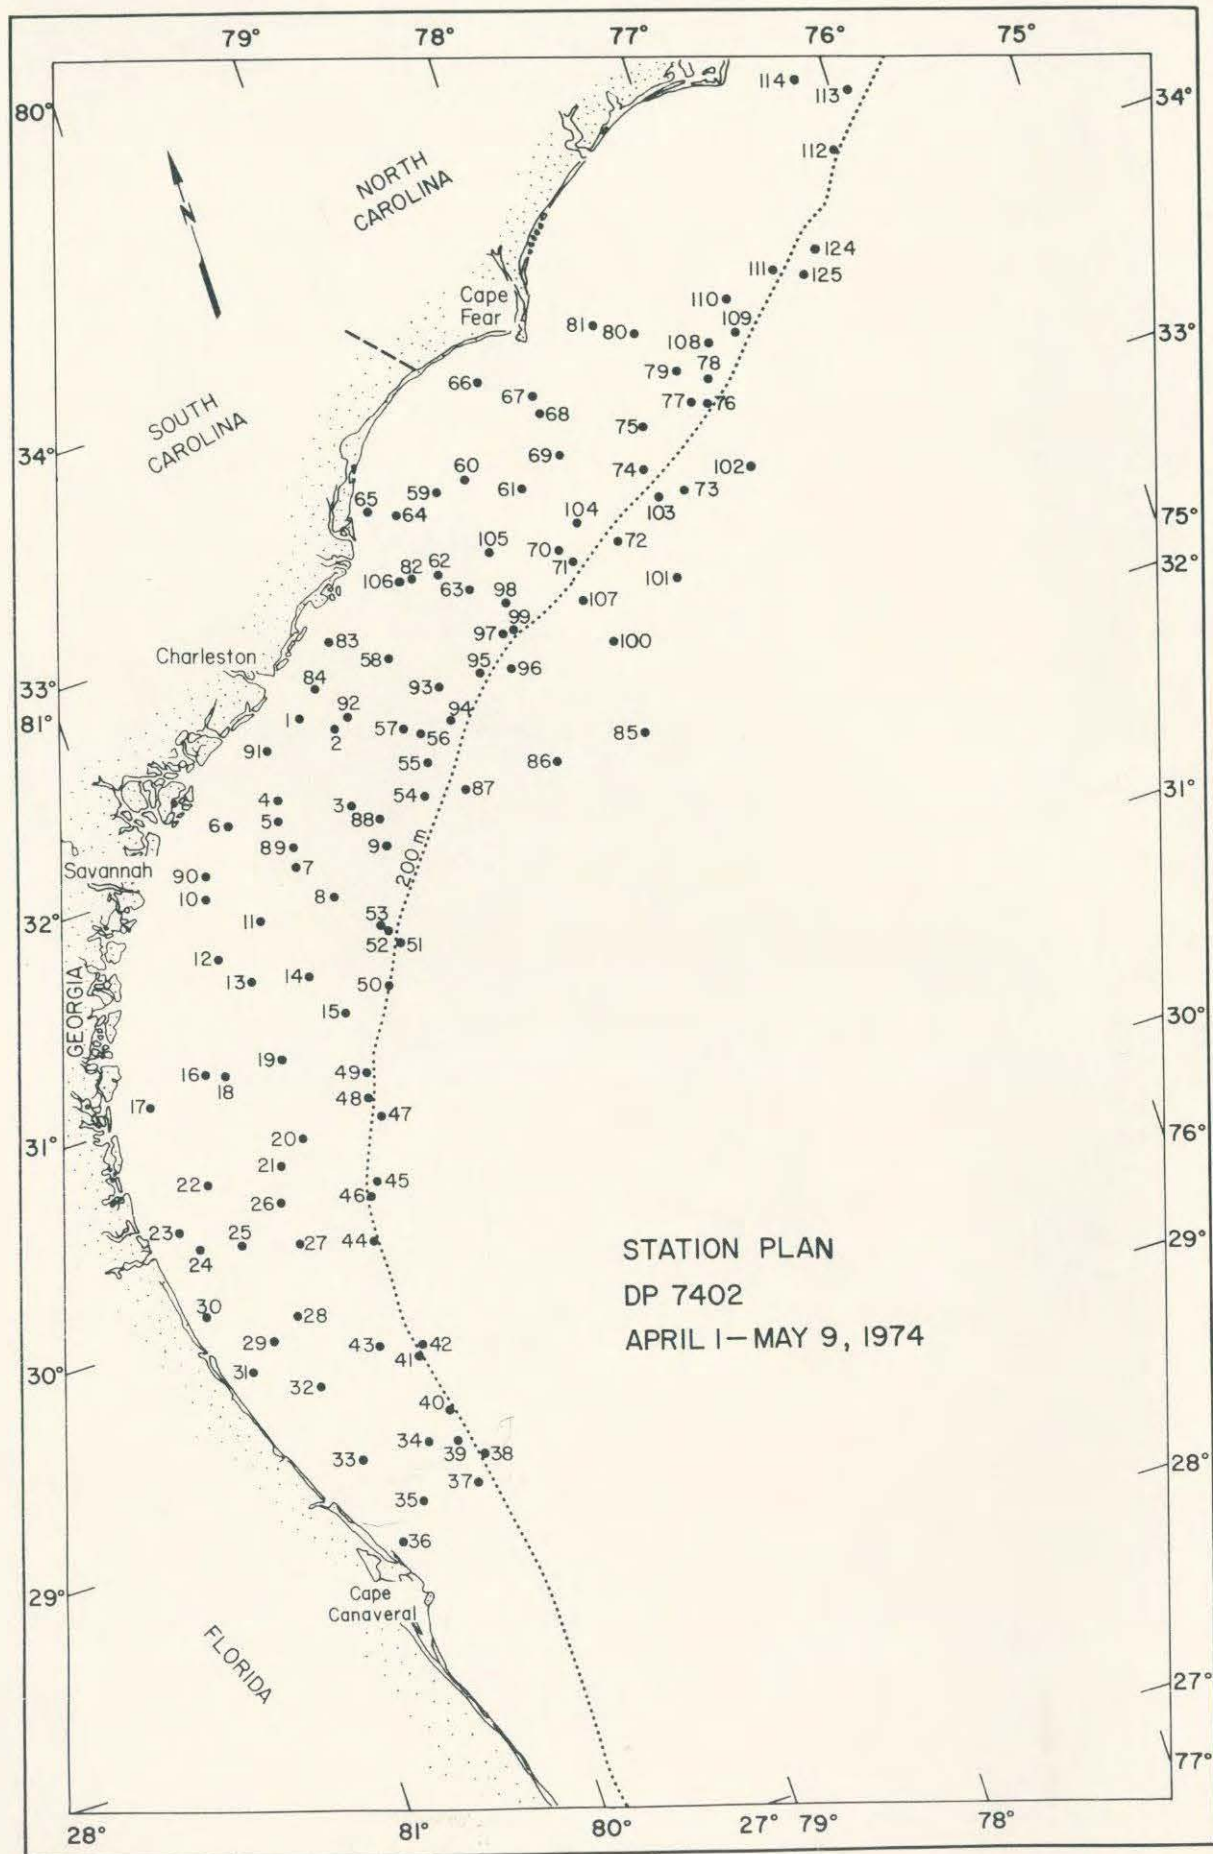 79° 78° 77° 76° 75°
114 113 34°
80°
112
NORTH
CAROLINA
N
124
111 125
110
Cape
Fear
81 80 109
108
33°
79 78
66
67 77 76
68
75
SOUTH
CAROLINA
34°
69 74 102
60
59 61 73
65 64 104 103
75°
105 70 72
71
32°
106 82 62 101
63 98 107
99
97
83 100
Charleston
58 95 96
33°
84 93
81°
1 92 94
2 57 56 85
91 55 86
87 31°
4 3 54
5 88
6
89 9
7
200 m
Savannah
90
10 8
32°
11 53
52 51
12
13 14 50
GEORGIA
15 30°
19
16 18 49
17 48 47
76°
31° 20
21
22 45
26 46
23 25 27 44
24
29°
STATION PLAN
DP 7402
APRIL 1–MAY 9, 1974
30 28
29 43 42
41
30° 31 32
40
34 39 38
33 37
28°
35
36
29°
Cape
Canaveral
FLORIDA
27°
77°
28° 81° 80° 27° 79° 78°